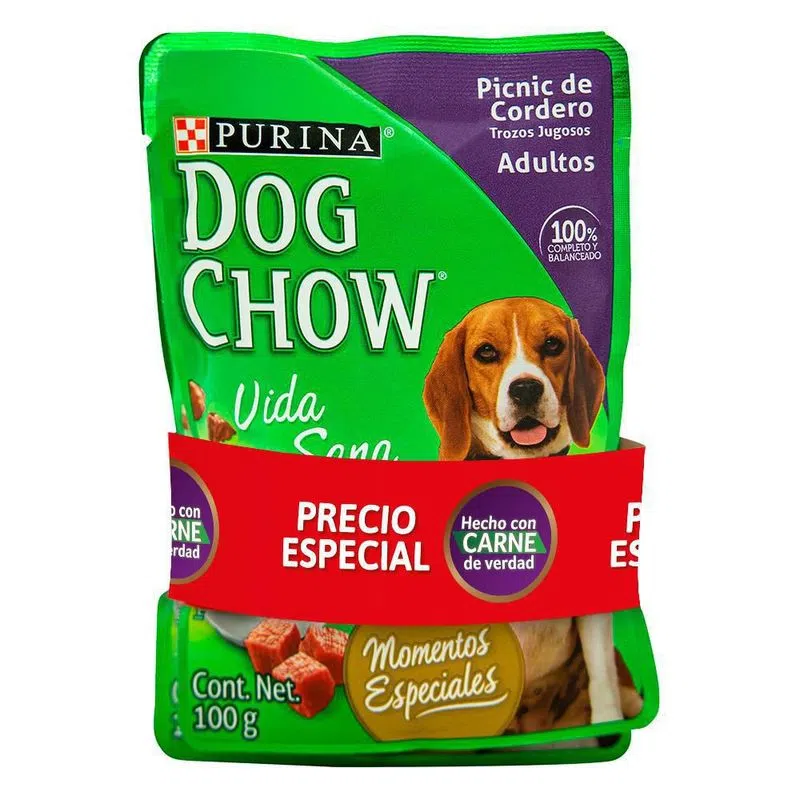 PURINA®
DOG
CHOW®
Vida
Sana
Picnic de
Cordero
Trozos Jugosos
Adultos
100%
COMPLETO Y
BALANCEADO
PRECIO
ESPECIAL
Hecho con
CARNE
de verdad
Momentos
Especiales
Cont. Net.
100 g